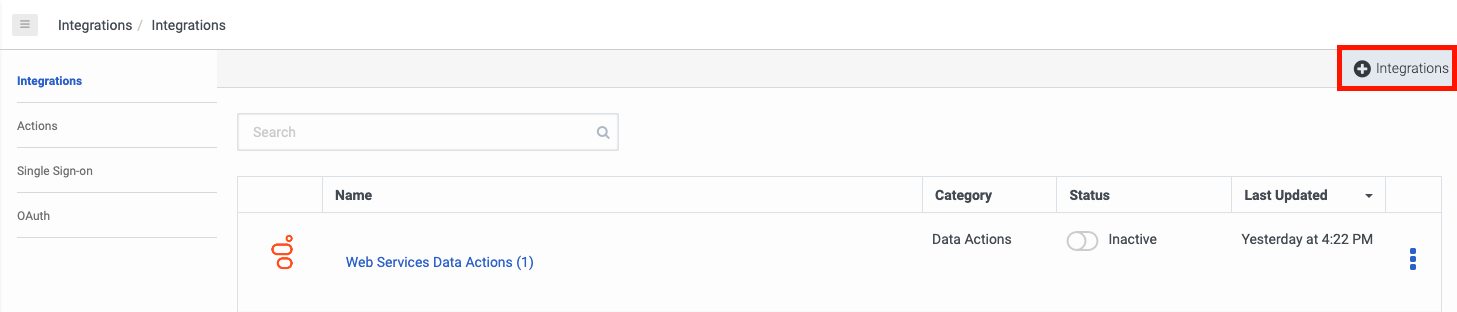 Integrations / Integrations
Integrations
Integrations
Actions
Single Sign-on
OAuth
Search
Name Category Status Last Updated
Web Services Data Actions (1) Data Actions Inactive Yesterday at 4:22 PM